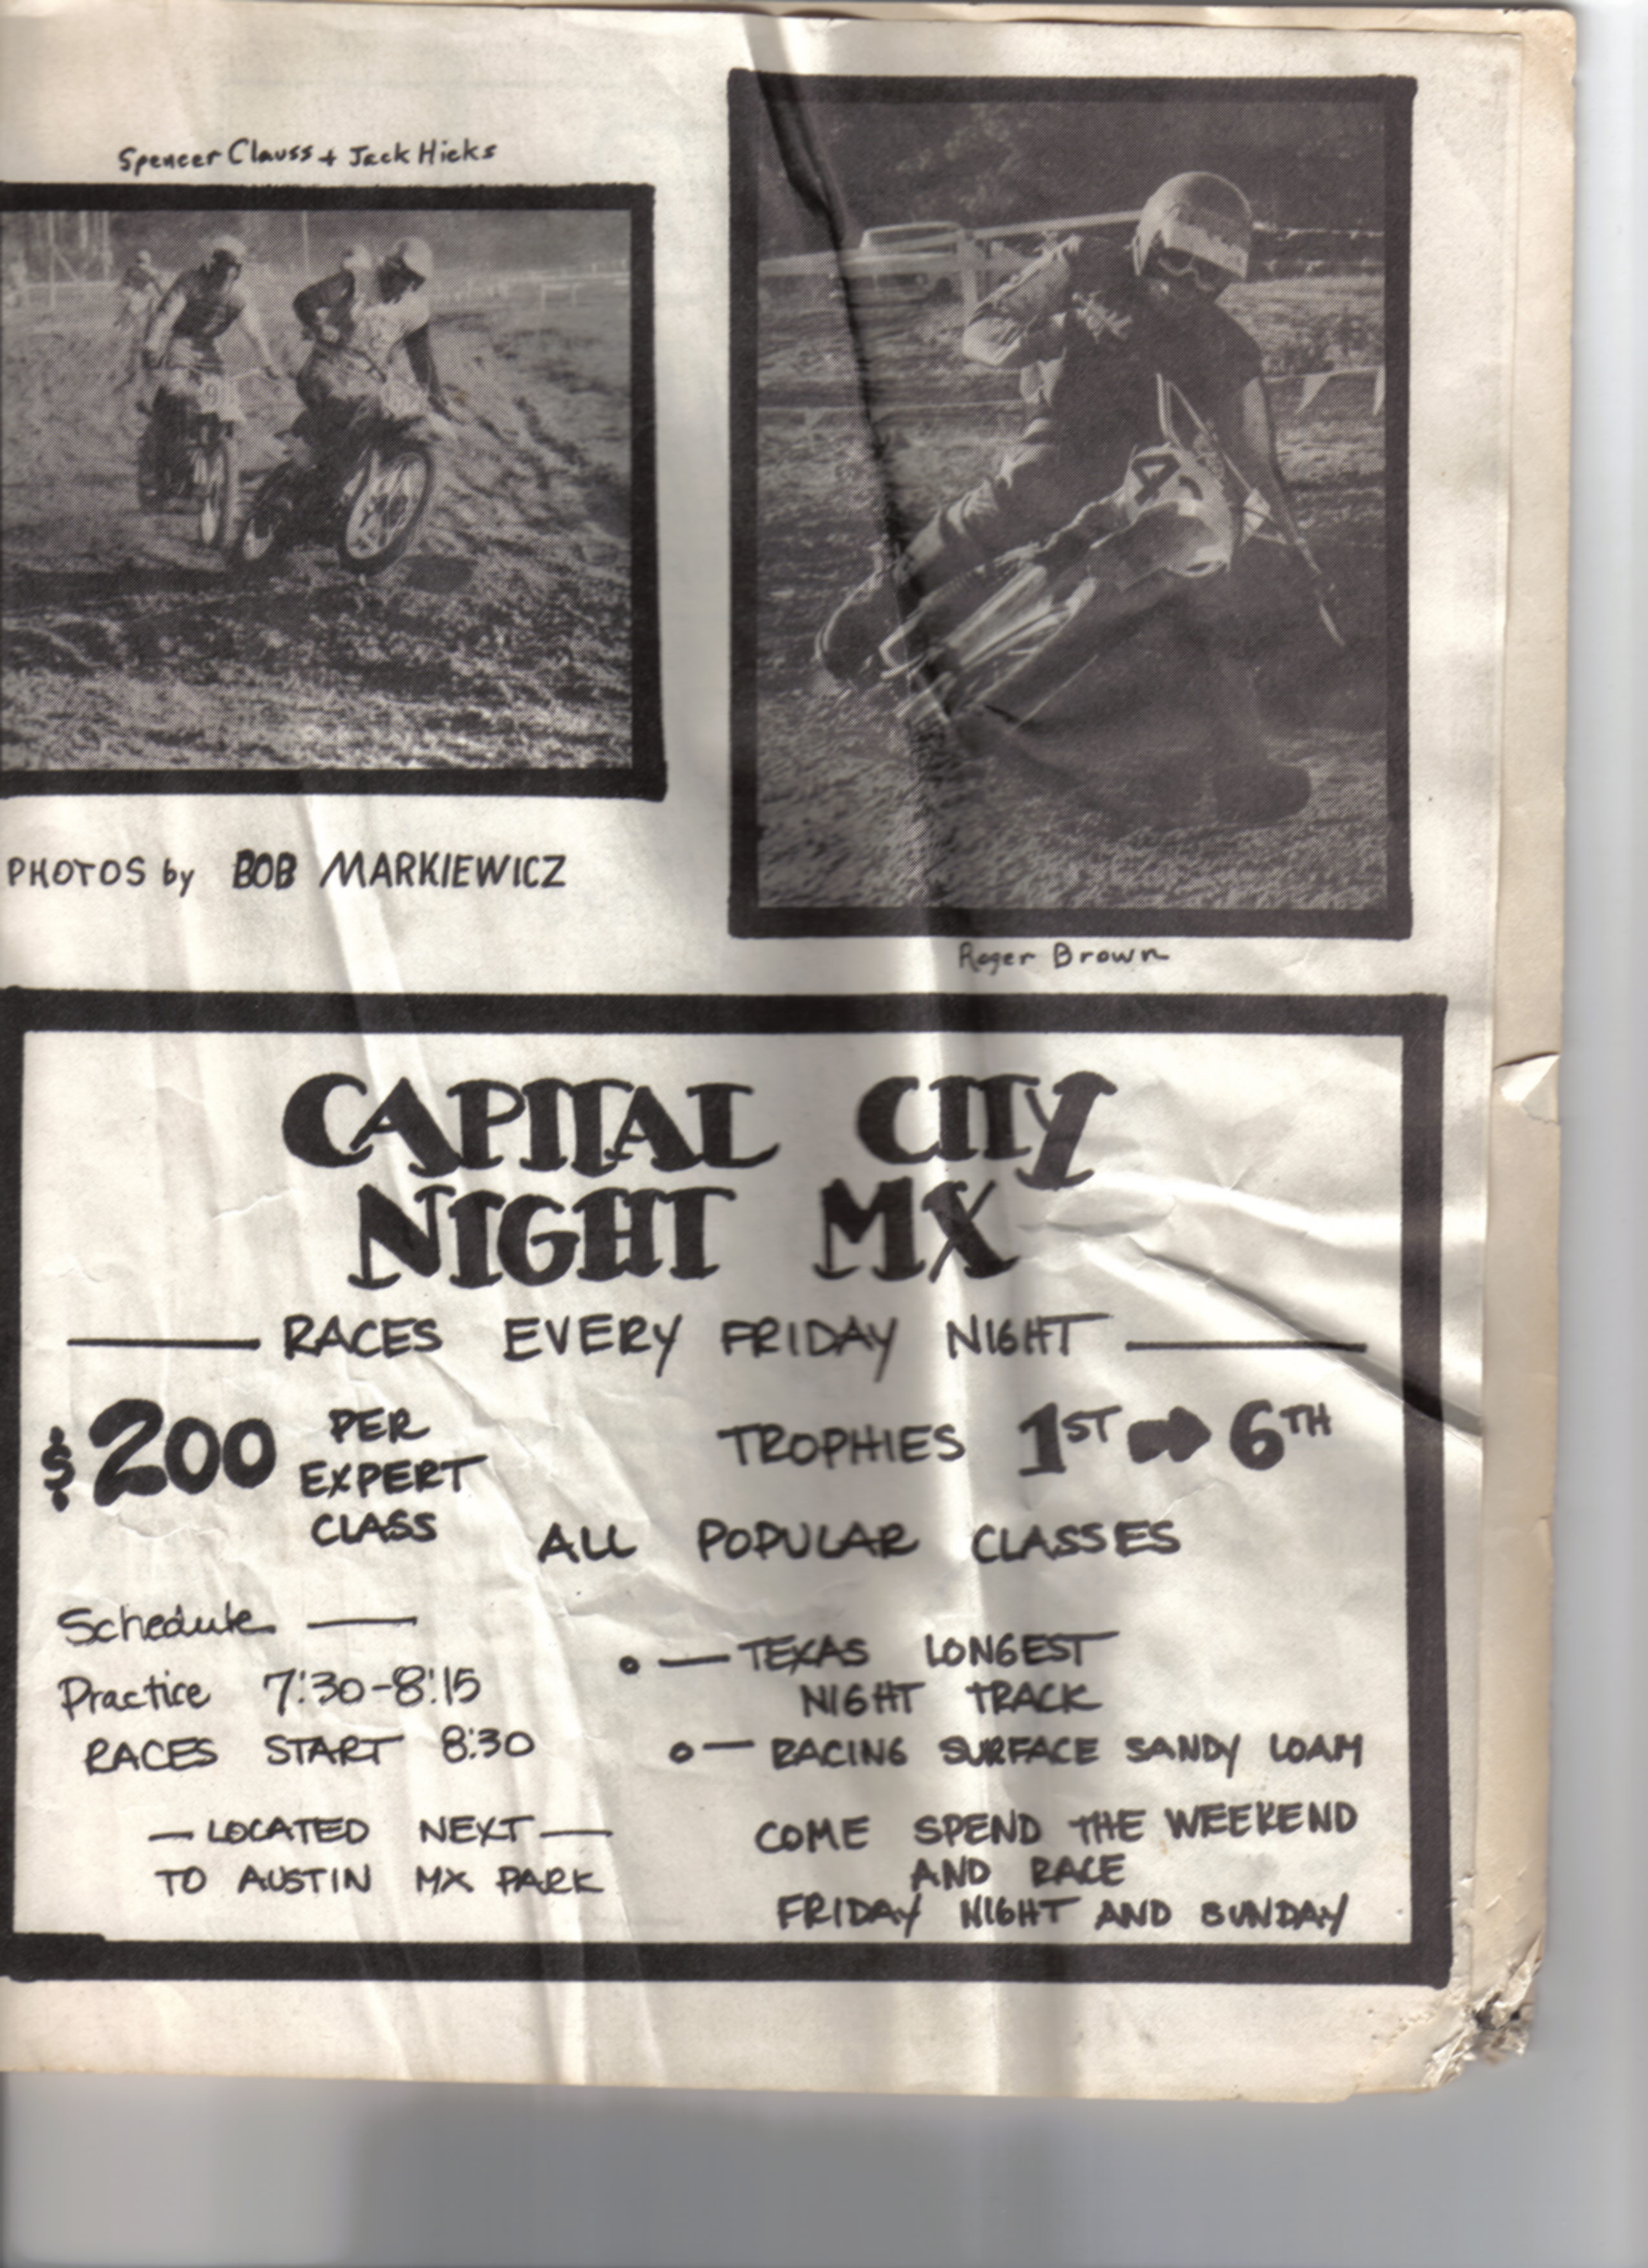 Spencer Clauss + Jack Hicks
9
4
PHOTOS by BOB MARKIEWICZ
Roger Brown
CAPITAL CITY
NIGHT MX
RACES EVERY FRIDAY NIGHT
$200 PER
EXPERT
CLASS
TROPHIES 1ST ➡ 6TH
ALL POPULAR CLASSES
Schedule —
Practice 7:30-8:15
RACES START 8:30
— LOCATED NEXT —
TO AUSTIN MX PARK
• — TEXAS LONGEST
NIGHT TRACK
• — RACING SURFACE SANDY LOAM
COME SPEND THE WEEKEND
AND RACE
FRIDAY NIGHT AND SUNDAY